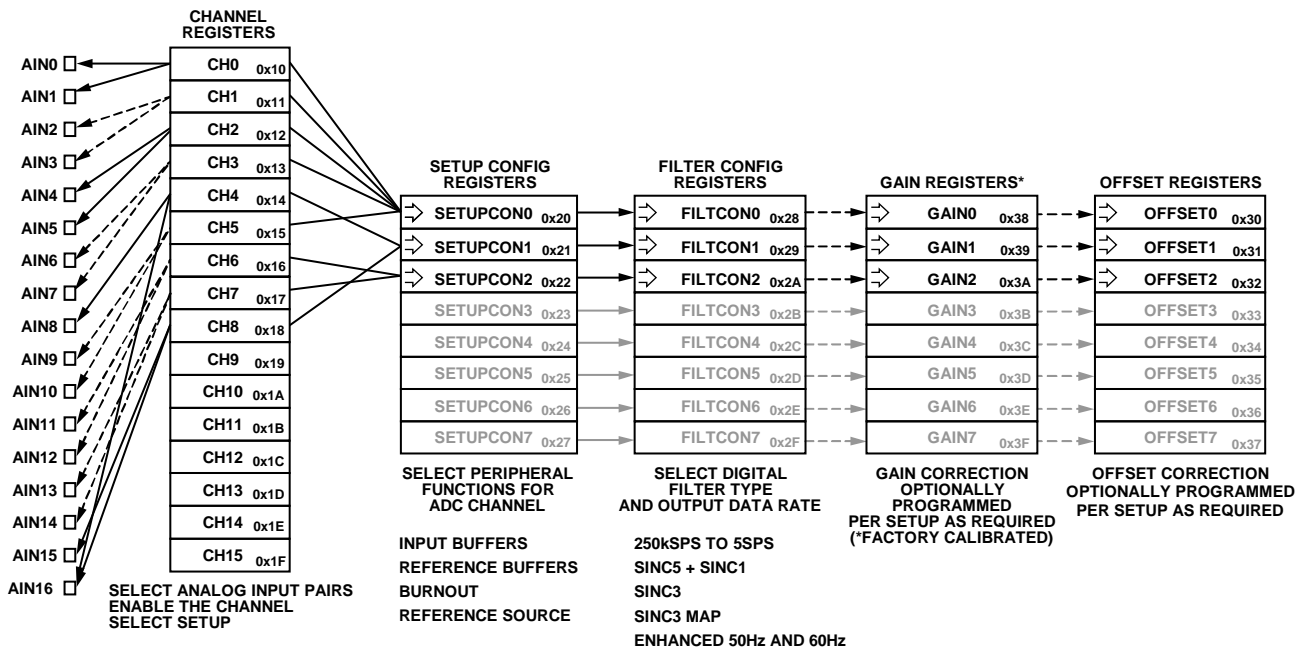 CHANNEL
REGISTERS
AIN0
AIN1
AIN2
AIN3
AIN4
AIN5
AIN6
AIN7
AIN8
AIN9
AIN10
AIN11
AIN12
AIN13
AIN14
AIN15
AIN16
CH0 0x10
CH1 0x11
CH2 0x12
CH3 0x13
CH4 0x14
CH5 0x15
CH6 0x16
CH7 0x17
CH8 0x18
CH9 0x19
CH10 0x1A
CH11 0x1B
CH12 0x1C
CH13 0x1D
CH14 0x1E
CH15 0x1F
SELECT ANALOG INPUT PAIRS
ENABLE THE CHANNEL
SELECT SETUP
SETUP CONFIG
REGISTERS
SETUPCON0 0x20
SETUPCON1 0x21
SETUPCON2 0x22
SETUPCON3 0x23
SETUPCON4 0x24
SETUPCON5 0x25
SETUPCON6 0x26
SETUPCON7 0x27
SELECT PERIPHERAL
FUNCTIONS FOR
ADC CHANNEL
INPUT BUFFERS
REFERENCE BUFFERS
BURNOUT
REFERENCE SOURCE
FILTER CONFIG
REGISTERS
FILTCON0 0x28
FILTCON1 0x29
FILTCON2 0x2A
FILTCON3 0x2B
FILTCON4 0x2C
FILTCON5 0x2D
FILTCON6 0x2E
FILTCON7 0x2F
SELECT DIGITAL
FILTER TYPE
AND OUTPUT DATA RATE
250kSPS TO 5SPS
SINC5 + SINC1
SINC3
SINC3 MAP
ENHANCED 50Hz AND 60Hz
GAIN REGISTERS*
GAIN0 0x38
GAIN1 0x39
GAIN2 0x3A
GAIN3 0x3B
GAIN4 0x3C
GAIN5 0x3D
GAIN6 0x3E
GAIN7 0x3F
GAIN CORRECTION
OPTIONALLY
PROGRAMMED
PER SETUP AS REQUIRED
(*FACTORY CALIBRATED)
OFFSET REGISTERS
OFFSET0 0x30
OFFSET1 0x31
OFFSET2 0x32
OFFSET3 0x33
OFFSET4 0x34
OFFSET5 0x35
OFFSET6 0x36
OFFSET7 0x37
OFFSET CORRECTION
OPTIONALLY PROGRAMMED
PER SETUP AS REQUIRED